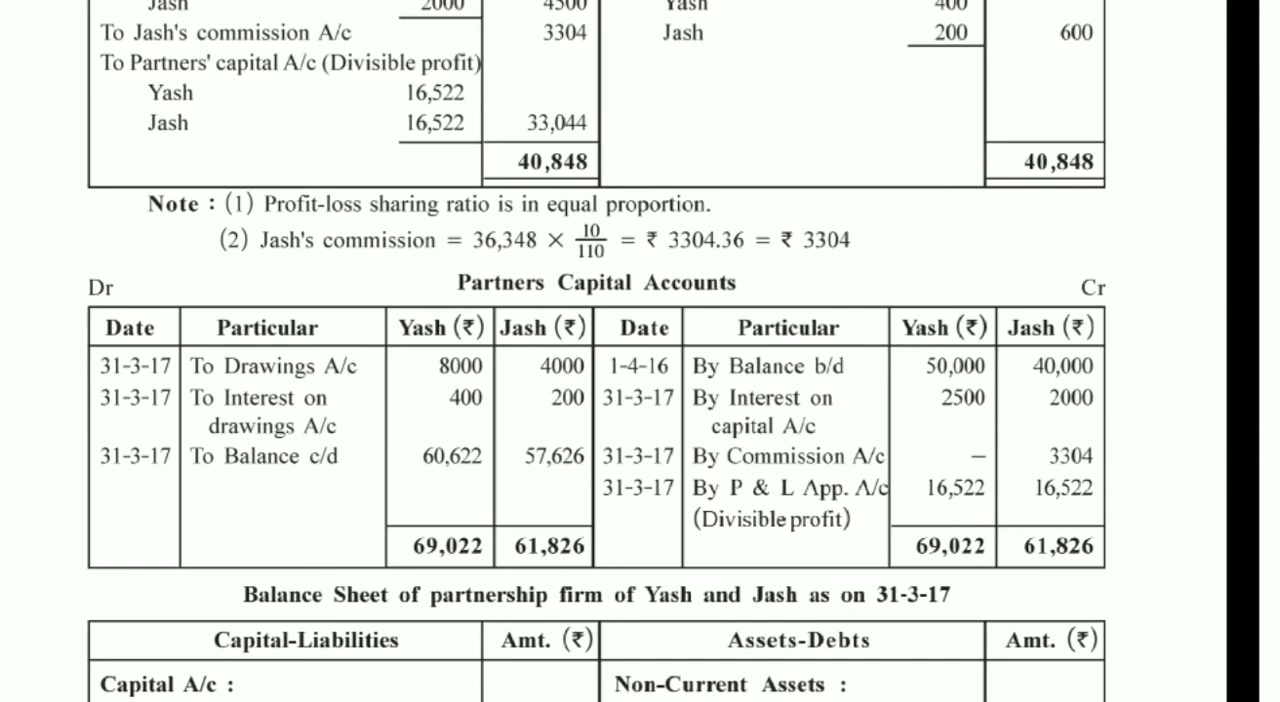 Jash 2000 4500 Yash 400
To Jash's commission A/c 3304 Jash 200 600
To Partners' capital A/c (Divisible profit)
Yash 16,522
Jash 16,522 33,044
40,848 40,848
Note : (1) Profit-loss sharing ratio is in equal proportion.
(2) Jash's commission = 36,348 × 10/110 = ₹ 3304.36 = ₹ 3304
Dr Partners Capital Accounts Cr
Date Particular Yash (₹) Jash (₹) Date Particular Yash (₹) Jash (₹)
31-3-17 To Drawings A/c 8000 4000 1-4-16 By Balance b/d 50,000 40,000
31-3-17 To Interest on 400 200 31-3-17 By Interest on 2500 2000
drawings A/c capital A/c
31-3-17 To Balance c/d 60,622 57,626 31-3-17 By Commission A/c – 3304
31-3-17 By P & L App. A/c 16,522 16,522
(Divisible profit)
69,022 61,826 69,022 61,826
Balance Sheet of partnership firm of Yash and Jash as on 31-3-17
Capital-Liabilities Amt. (₹) Assets-Debts Amt. (₹)
Capital A/c : Non-Current Assets :